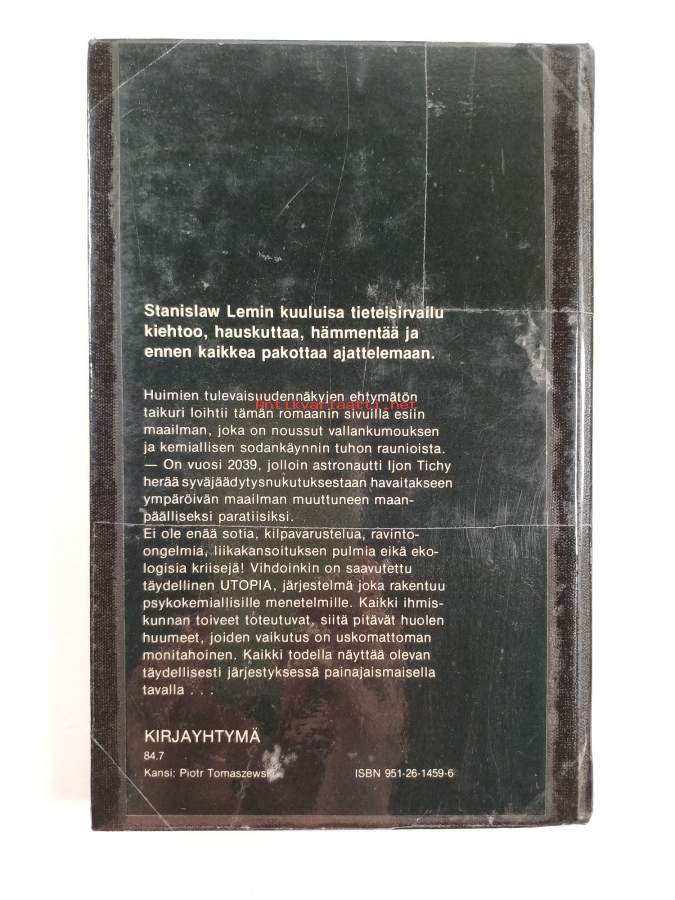 Stanislaw Lemin kuuluisa tieteisirvailu
kiehtoo, hauskuttaa, hämmentää ja
ennen kaikkea pakottaa ajattelemaan.
Huimien tulevaisuudennäkyjen ehtymätön
Antikvariaatti.net
taikuri loihtii tämän romaanin sivuilla esiin
maailman, joka on noussut vallankumouksen
ja kemiallisen sodankäynnin tuhon raunioista.
— On vuosi 2039, jolloin astronautti Ijon Tichy
herää syväjäädytysnukutuksestaan havaitakseen
ympäröivän maailman muuttuneen maan-
päälliseksi paratiisiksi.
Ei ole enää sotia, kilpavarustelua, ravinto-
ongelmia, liikakansoituksen pulmia eikä eko-
logisia kriisejä! Vihdoinkin on saavutettu
täydellinen UTOPIA, järjestelmä joka rakentuu
psykokemiallisille menetelmille. Kaikki ihmis-
kunnan toiveet toteutuvat, siitä pitävät huolen
huumeet, joiden vaikutus on uskomattoman
monitahoinen. Kaikki todella näyttää olevan
täydellisesti järjestyksessä painajaismaisella
tavalla . . .
KIRJAYHTYMÄ
84.7
Kansi: Piotr Tomaszewski ISBN 951-26-1459-6